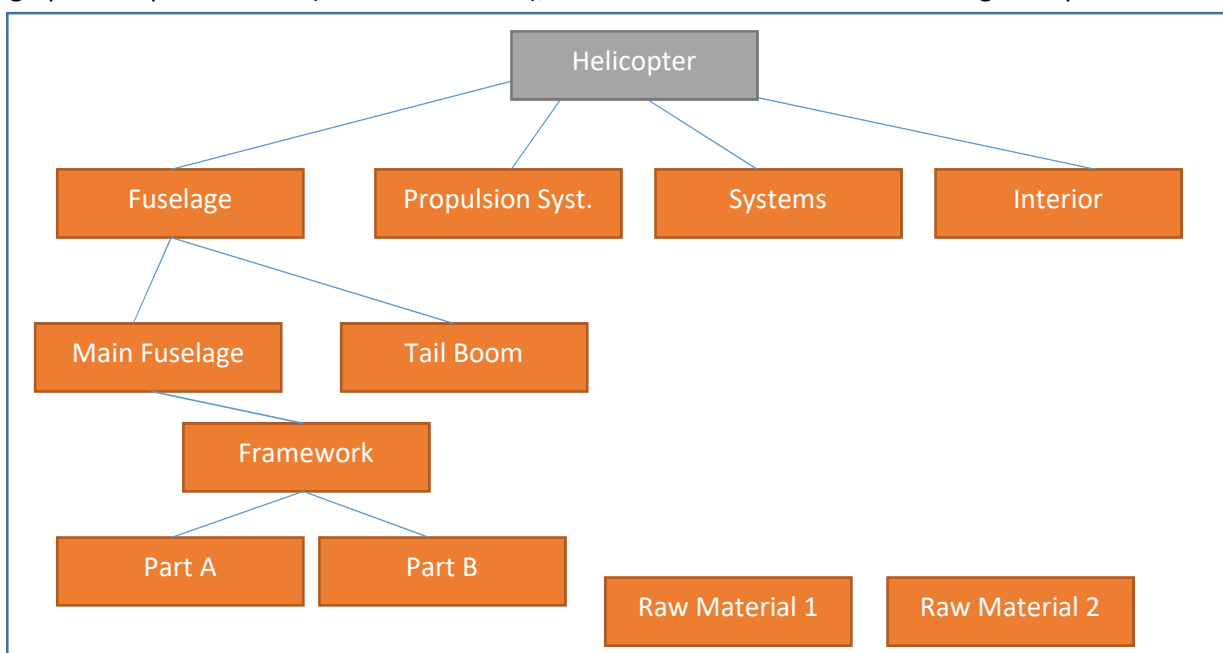 Helicopter
Fuselage
Propulsion Syst.
Systems
Interior
Main Fuselage
Tail Boom
Framework
Part A
Part B
Raw Material 1
Raw Material 2